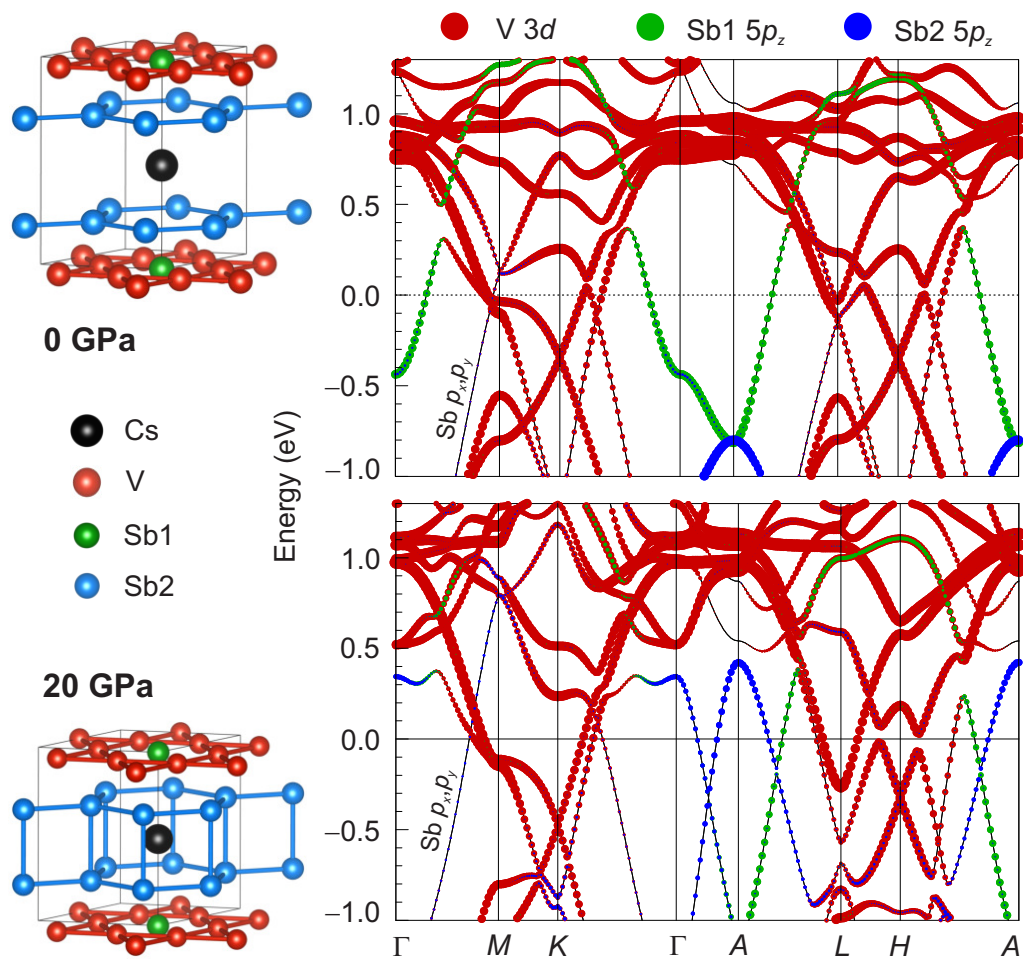 V 3d Sb1 5pz Sb2 5pz
0 GPa
Cs
V
Sb1
Sb2
20 GPa
Energy (eV)
1.0
0.5
0.0
−0.5
−1.0
Sb px,py
1.0
0.5
0.0
−0.5
−1.0
Sb px,py
Γ M K Γ A L H A